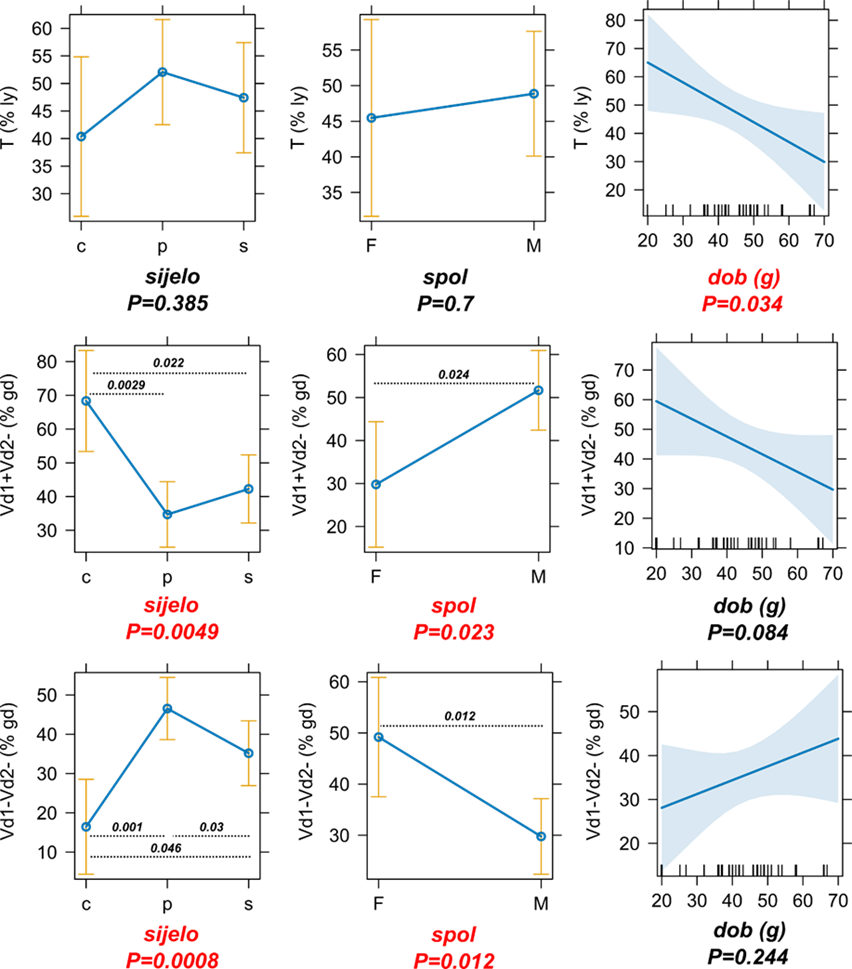 T (% ly)
60
55
50
45
40
35
30
c p s
sijelo
P=0.385
T (% ly)
55
50
45
40
35
F M
spol
P=0.7
T (% ly)
80
70
60
50
40
30
20
20 30 40 50 60 70
dob (g)
P=0.034
Vd1+Vd2- (% gd)
80
70
60
50
40
30
0.022
0.0029
c p s
sijelo
P=0.0049
Vd1+Vd2- (% gd)
60
50
40
30
20
0.024
F M
spol
P=0.023
Vd1+Vd2- (% gd)
70
60
50
40
30
20
10
20 30 40 50 60 70
dob (g)
P=0.084
Vd1-Vd2- (% gd)
50
40
30
20
10
0.001 0.03
0.046
c p s
sijelo
P=0.0008
Vd1-Vd2- (% gd)
60
50
40
30
0.012
F M
spol
P=0.012
Vd1-Vd2- (% gd)
50
40
30
20
20 30 40 50 60 70
dob (g)
P=0.244